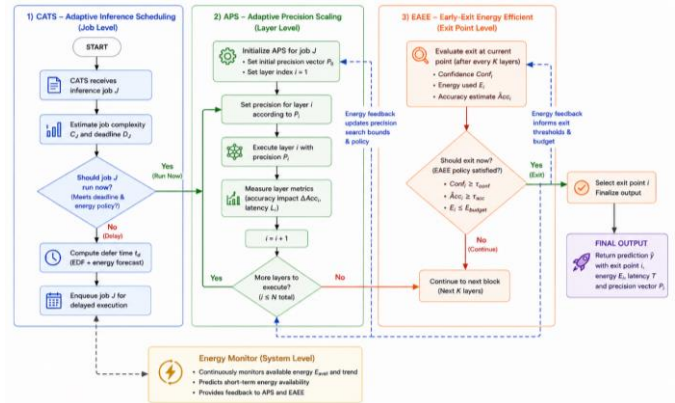 1) CATS – Adaptive Inference Scheduling
(Job Level)
START
CATS receives
inference job J
Estimate job complexity
C_J and deadline D_J
Should job J
run now?
(Meets deadline &
energy policy?)
Yes
(Run Now)
No
(Delay)
Compute defer time t_d
(EDF + energy forecast)
Enqueue job J for
delayed execution
2) APS – Adaptive Precision Scaling
(Layer Level)
Initialize APS for job J
• Set initial precision vector P_0
• Set layer index i = 1
Set precision for layer i
according to P_i
Execute layer i with
precision P_i
Measure layer metrics
(accuracy impact ΔAcc_i,
latency L_i)
i = i + 1
More layers to
execute?
(i ≤ N total)
Yes
No
Energy feedback
updates precision
search bounds
& policy
3) EAEE – Early-Exit Energy Efficient
(Exit Point Level)
Evaluate exit at current
point (after every K layers)
• Confidence Conf_i
• Energy used E_i
• Accuracy estimate Âcc_i
Should exit now?
(EAEE policy satisfied?)
• Conf_i ≥ τ_conf
• Âcc_i ≥ τ_acc
• E_i ≤ E_budget
Yes
(Exit)
No
(Continue)
Continue to next block
(Next K layers)
Energy feedback
informs exit
thresholds &
budget
Select exit point i
Finalize output
FINAL OUTPUT
Return prediction ŷ
with exit point i,
energy E_i, latency T
and precision vector P_i
Energy Monitor (System Level)
• Continuously monitors available energy E_avail and trend
• Predicts short-term energy availability
• Provides feedback to APS and EAEE